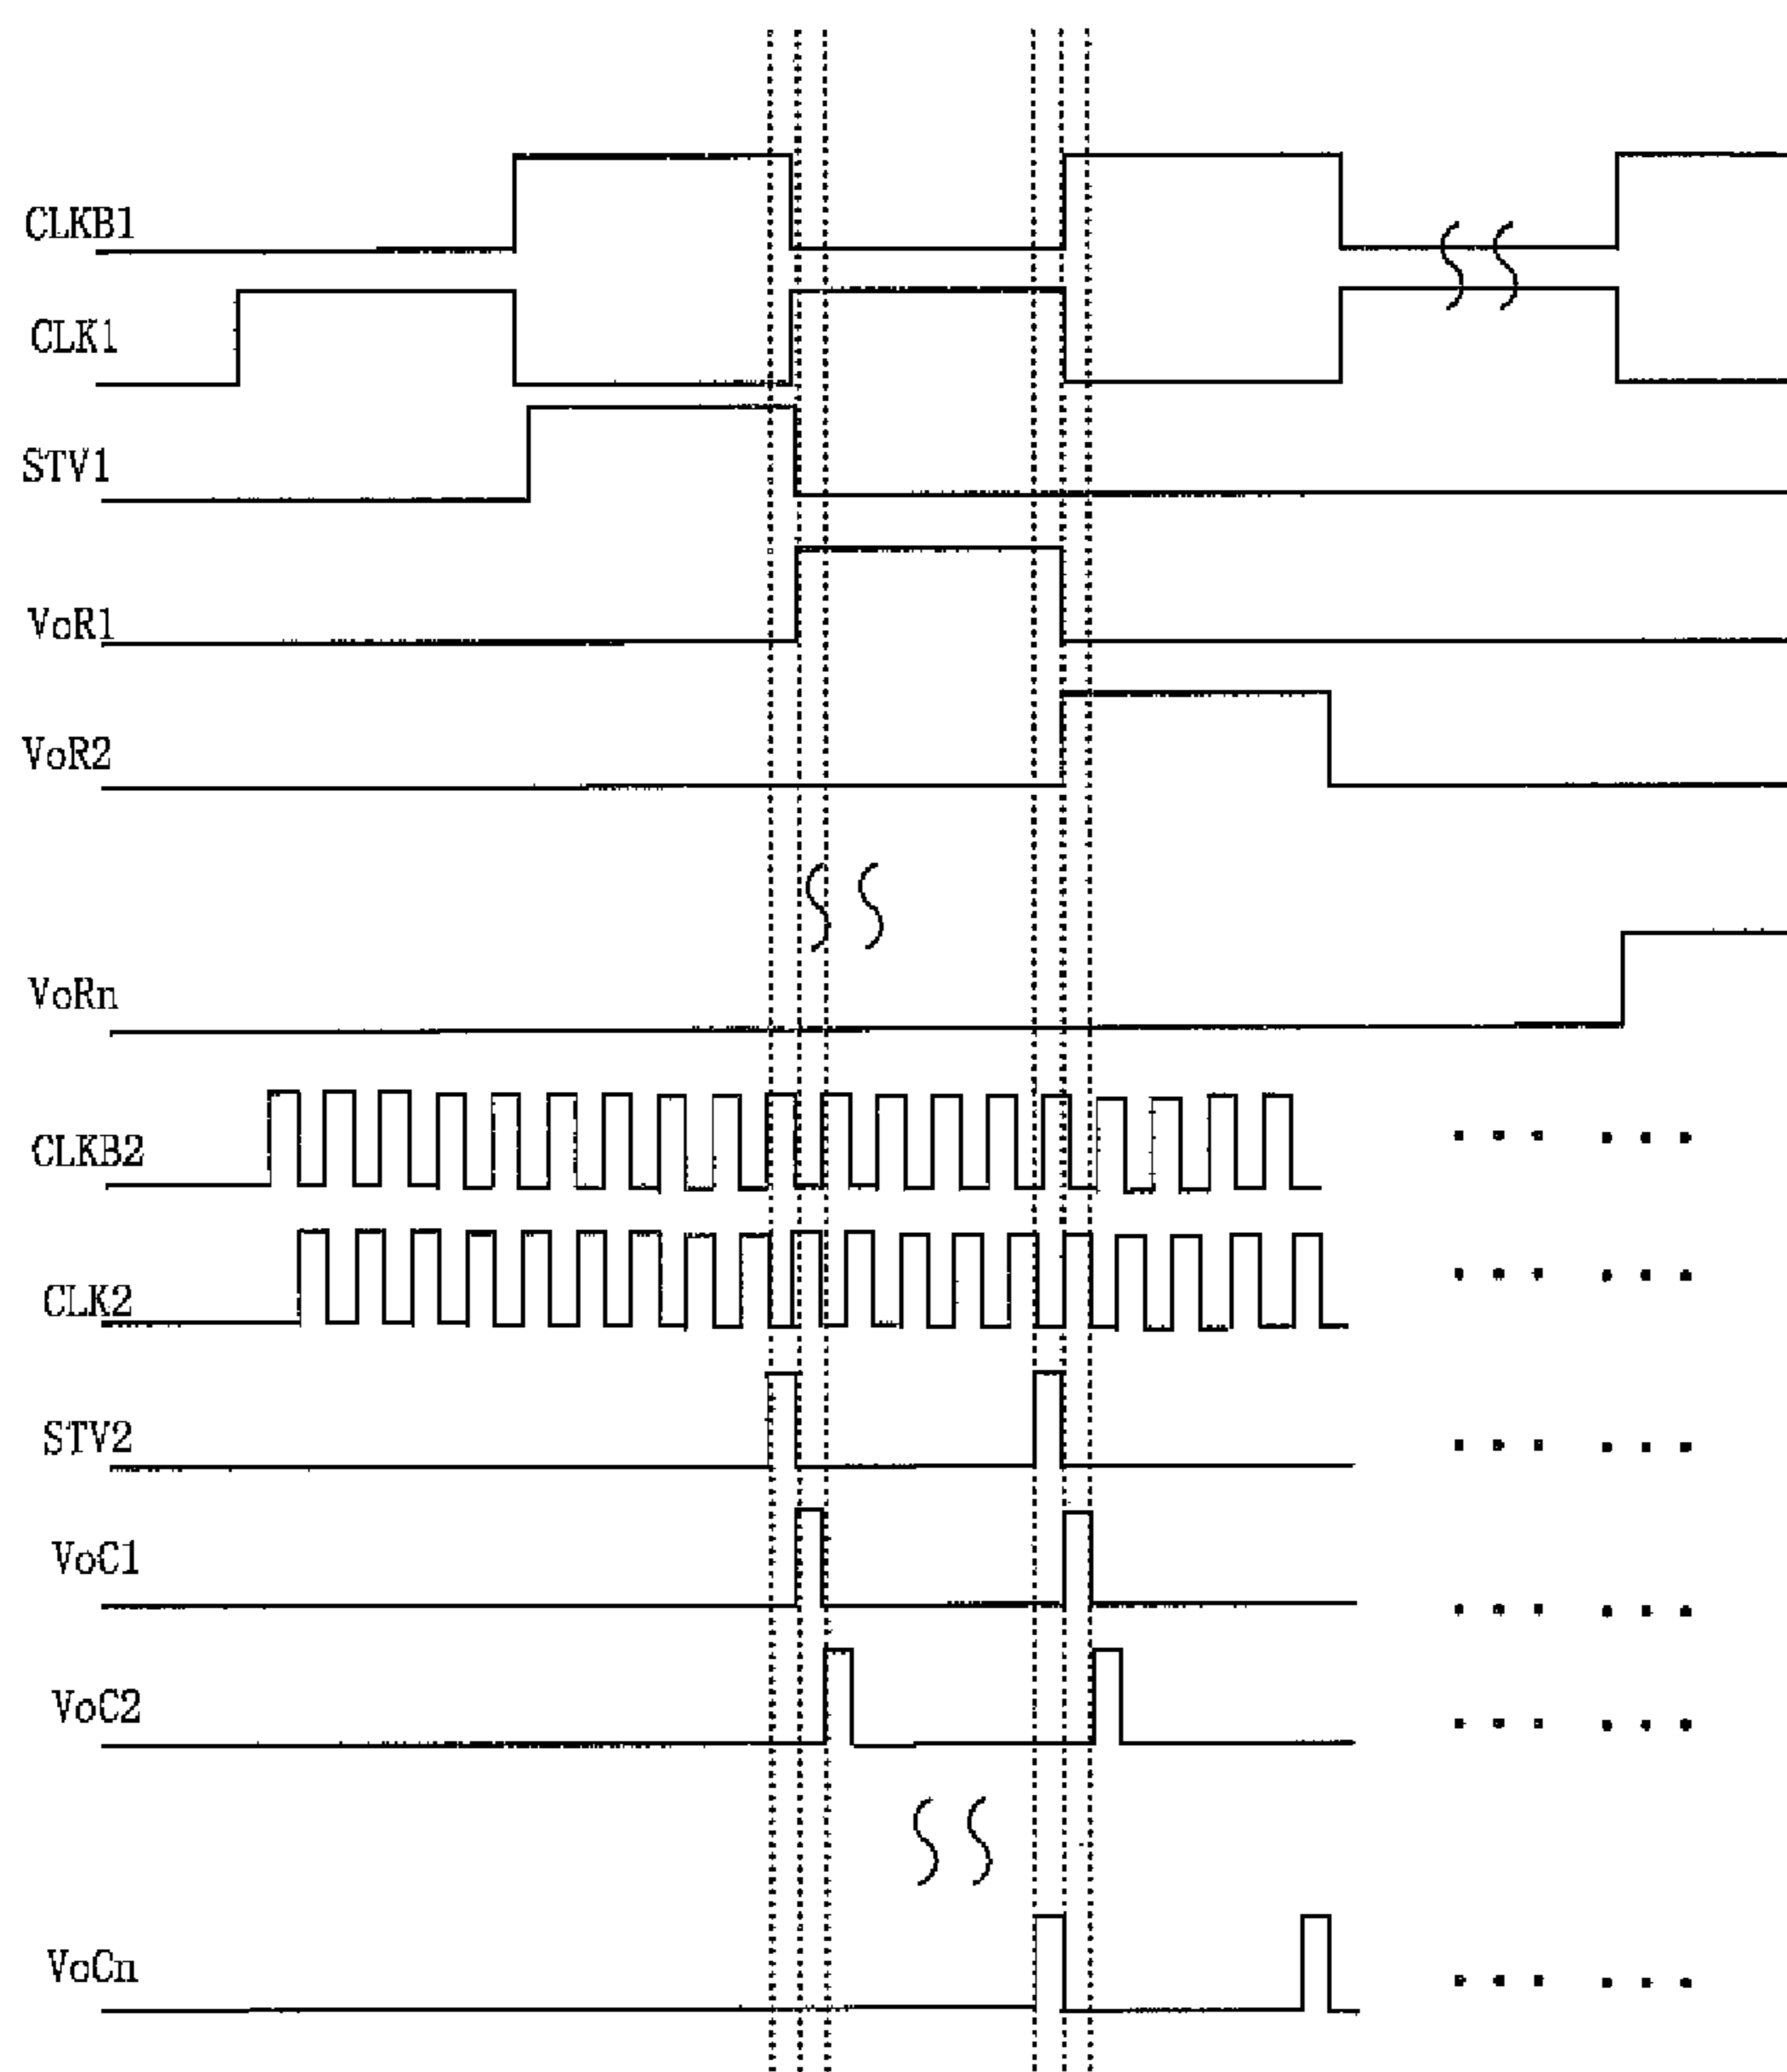 CLKB1
CLK1
STV1
VoR1
VoR2
VoRn
CLKB2
CLK2
STV2
VoC1
VoC2
VoCn